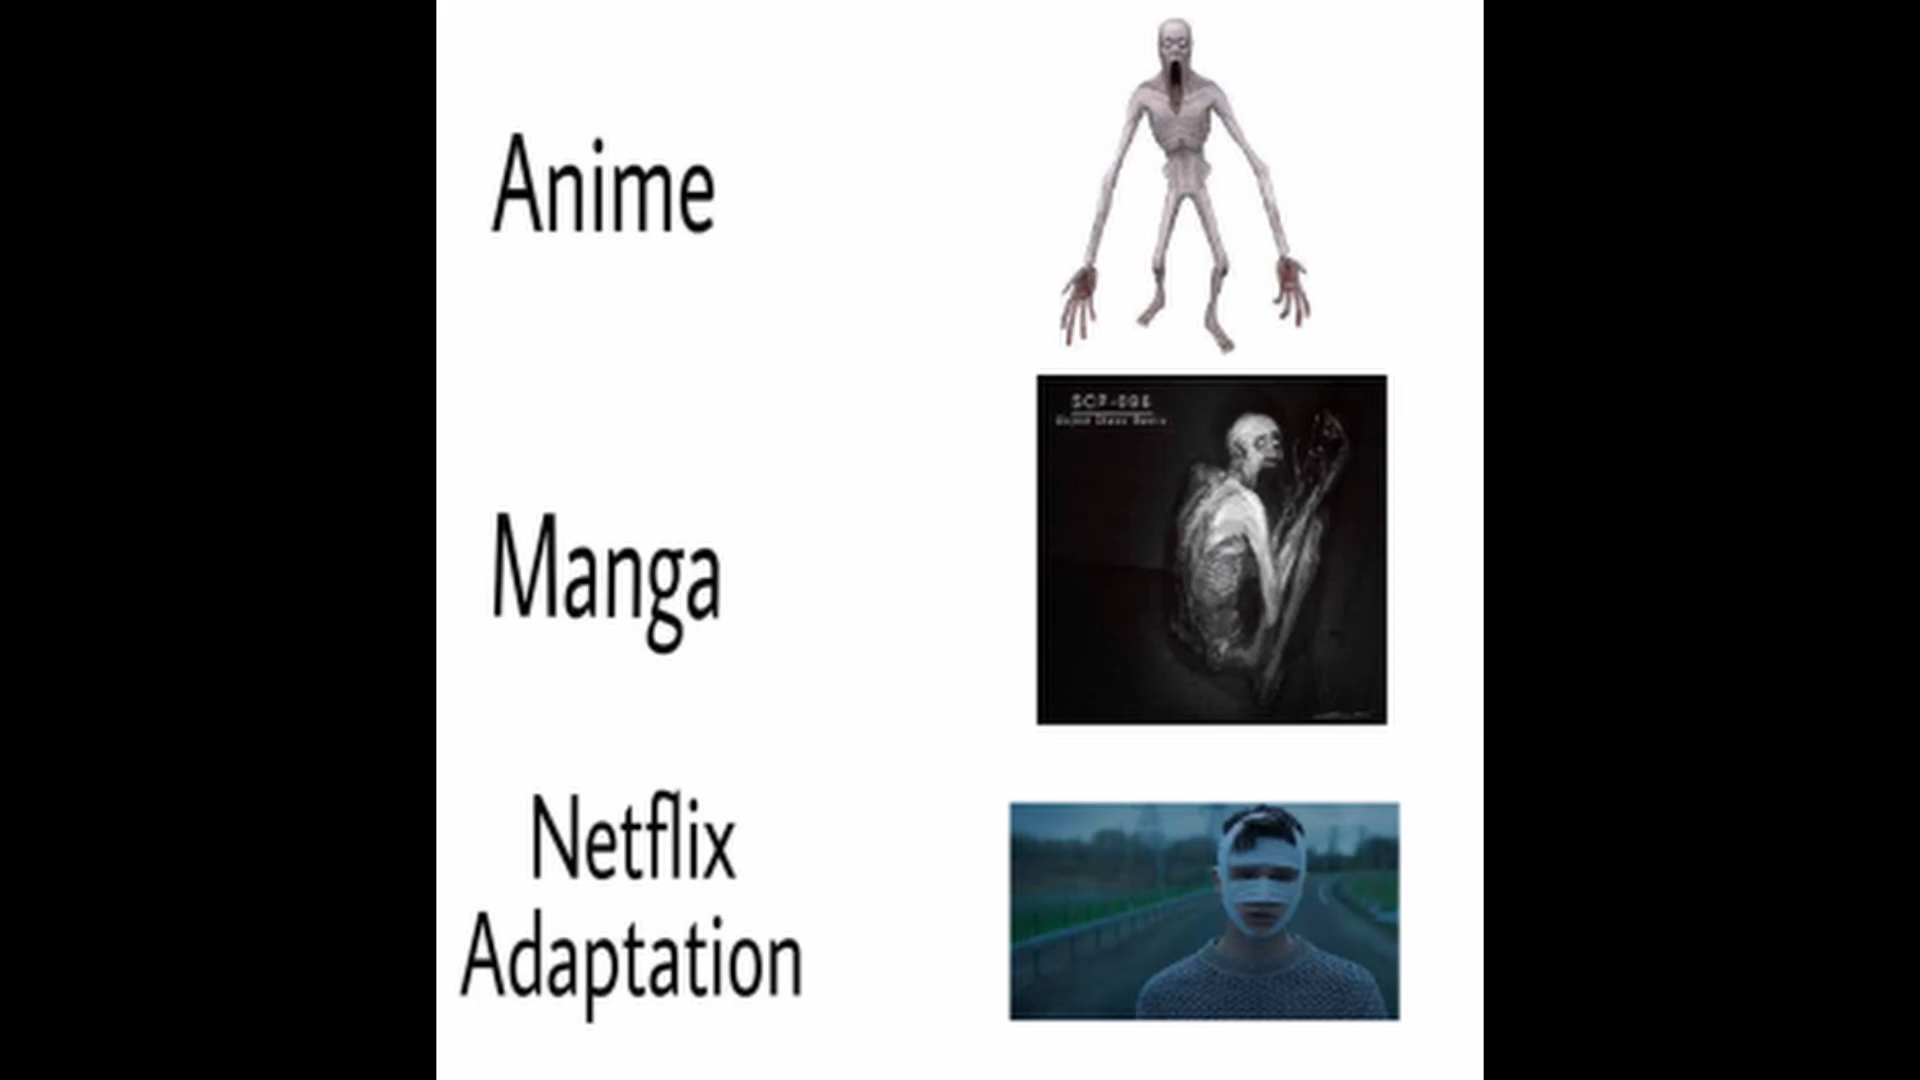 Anime
SCP-096
Manga
Netflix
Adaptation